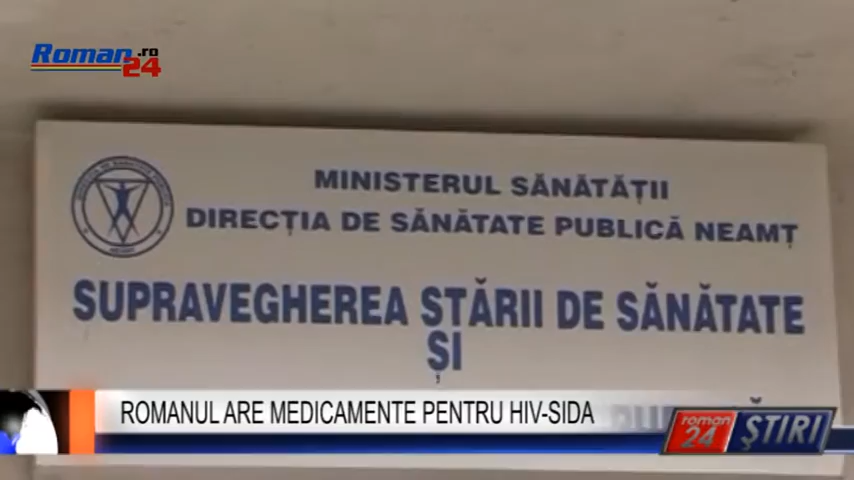 Roman.ro
24
MINISTERUL SĂNĂTĂȚII
DIRECȚIA DE SĂNĂTATE PUBLICĂ NEAMȚ
SUPRAVEGHEREA STĂRII DE SĂNĂTATE
ȘI
ROMANUL ARE MEDICAMENTE PENTRU HIV-SIDA
roman
24
ŞTIRI